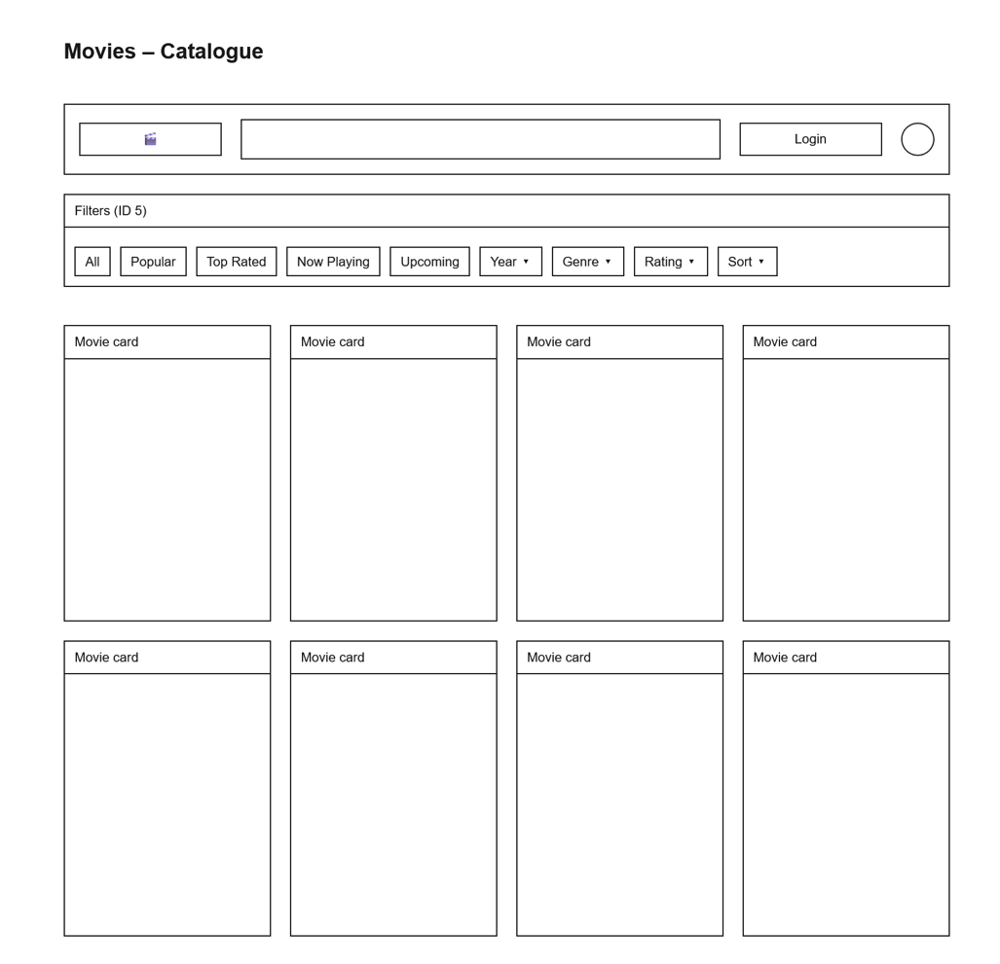 Movies – Catalogue
Login
Filters (ID 5)
All Popular Top Rated Now Playing Upcoming Year ▼ Genre ▼ Rating ▼ Sort ▼
Movie card Movie card Movie card Movie card
Movie card Movie card Movie card Movie card